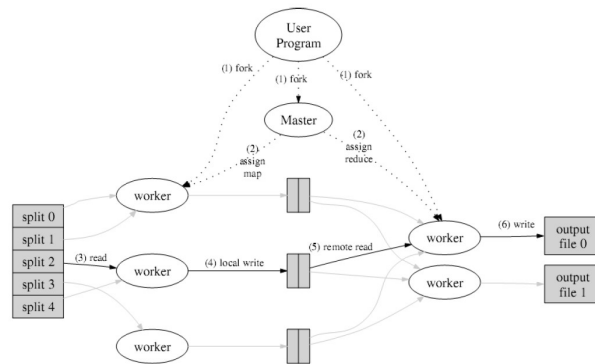 User
Program
(1) fork
(1) fork
(1) fork
Master
(2)
assign
map
(2)
assign
reduce
worker
split 0
split 1
split 2
split 3
split 4
(3) read
worker
(4) local write
(5) remote read
worker
(6) write
output
file 0
worker
output
file 1
worker